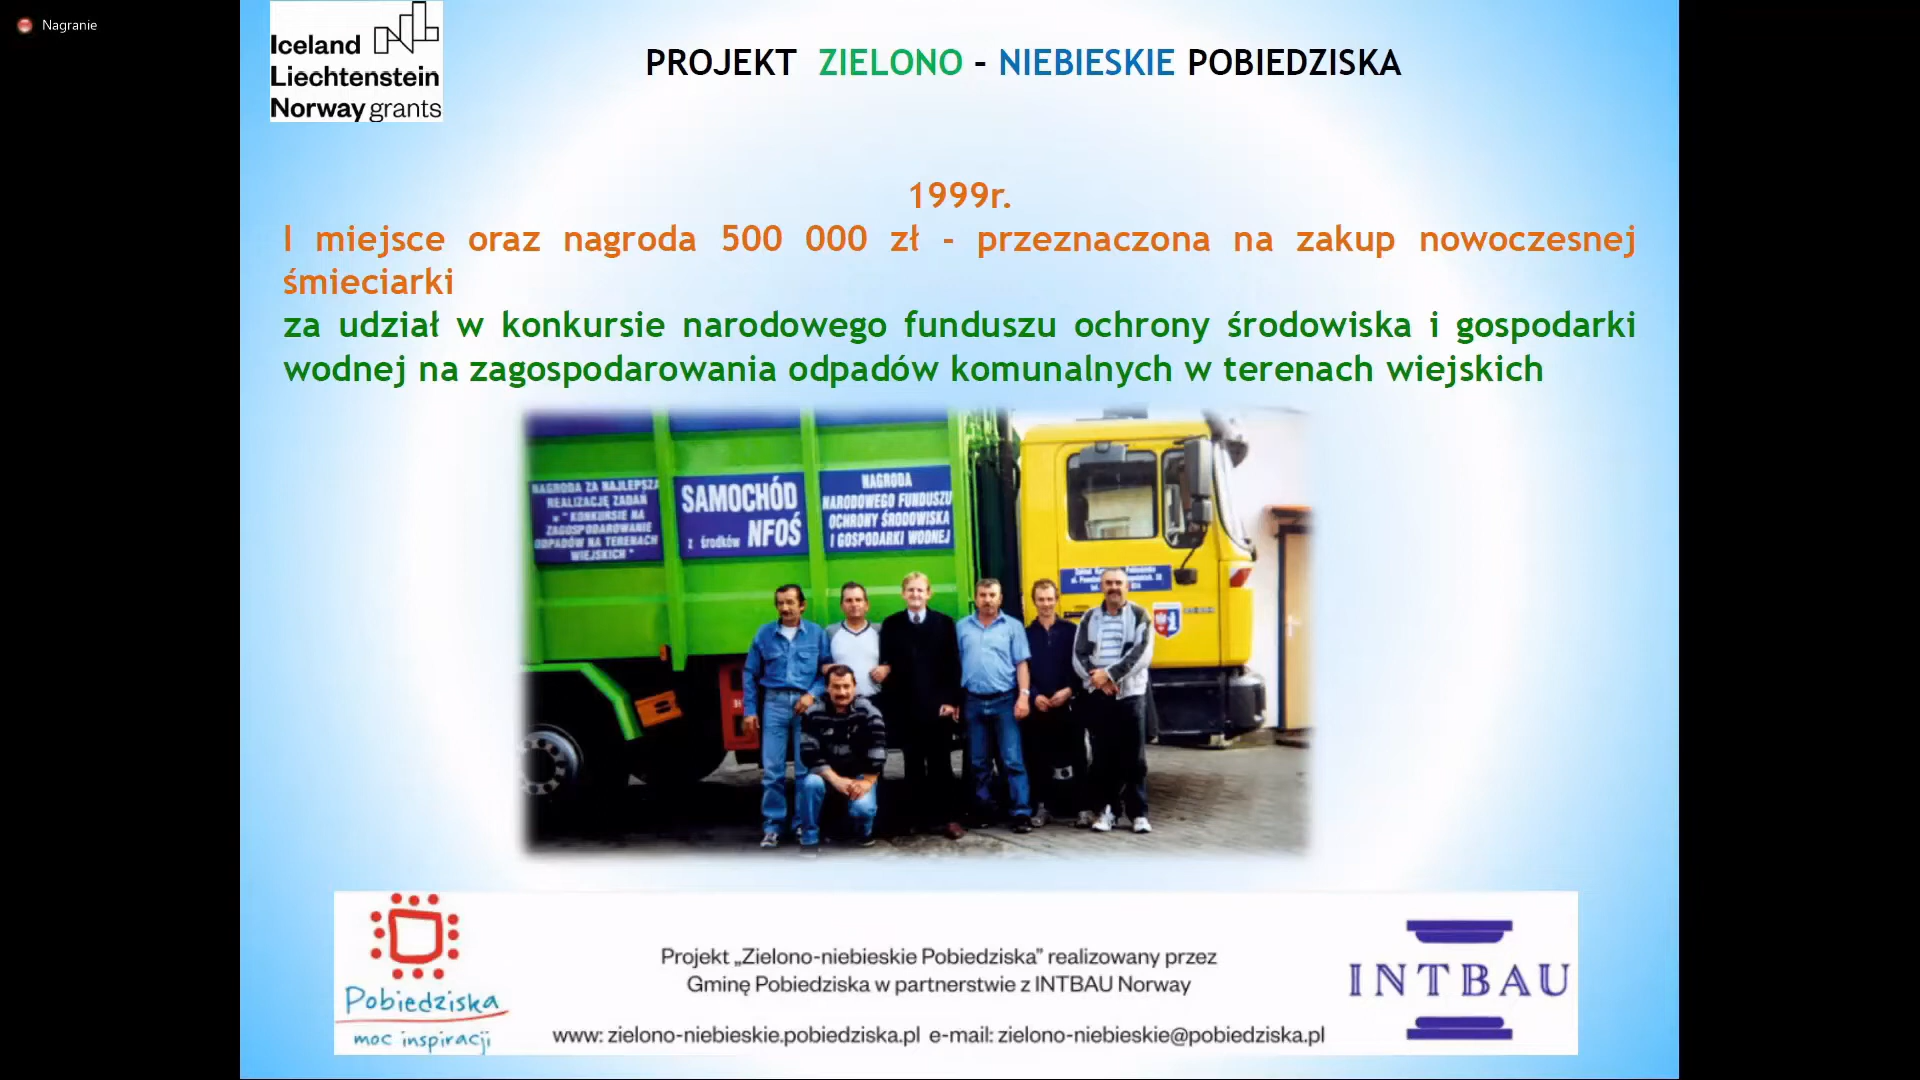 Nagranie
Iceland
Liechtenstein
Norway grants
PROJEKT ZIELONO – NIEBIESKIE POBIEDZISKA
1999r.
I miejsce oraz nagroda 500 000 zł - przeznaczona na zakup nowoczesnej
śmieciarki
za udział w konkursie narodowego funduszu ochrony środowiska i gospodarki
wodnej na zagospodarowania odpadów komunalnych w terenach wiejskich
NAGRODA ZA NAJLEPSZĄ
REALIZACJĘ ZADAŃ
w "KONKURSIE NA
ZAGOSPODAROWANIE
ODPADÓW NA TERENACH
WIEJSKICH"
SAMOCHÓD
z środków NFOŚ
NAGRODA
NARODOWEGO FUNDUSZU
OCHRONY ŚRODOWISKA
I GOSPODARKI WODNEJ
Pobiedziska
moc inspiracji
Projekt „Zielono-niebieskie Pobiedziska” realizowany przez
Gminę Pobiedziska w partnerstwie z INTBAU Norway
www: zielono-niebieskie.pobiedziska.pl e-mail: zielono-niebieskie@pobiedziska.pl
INTBAU